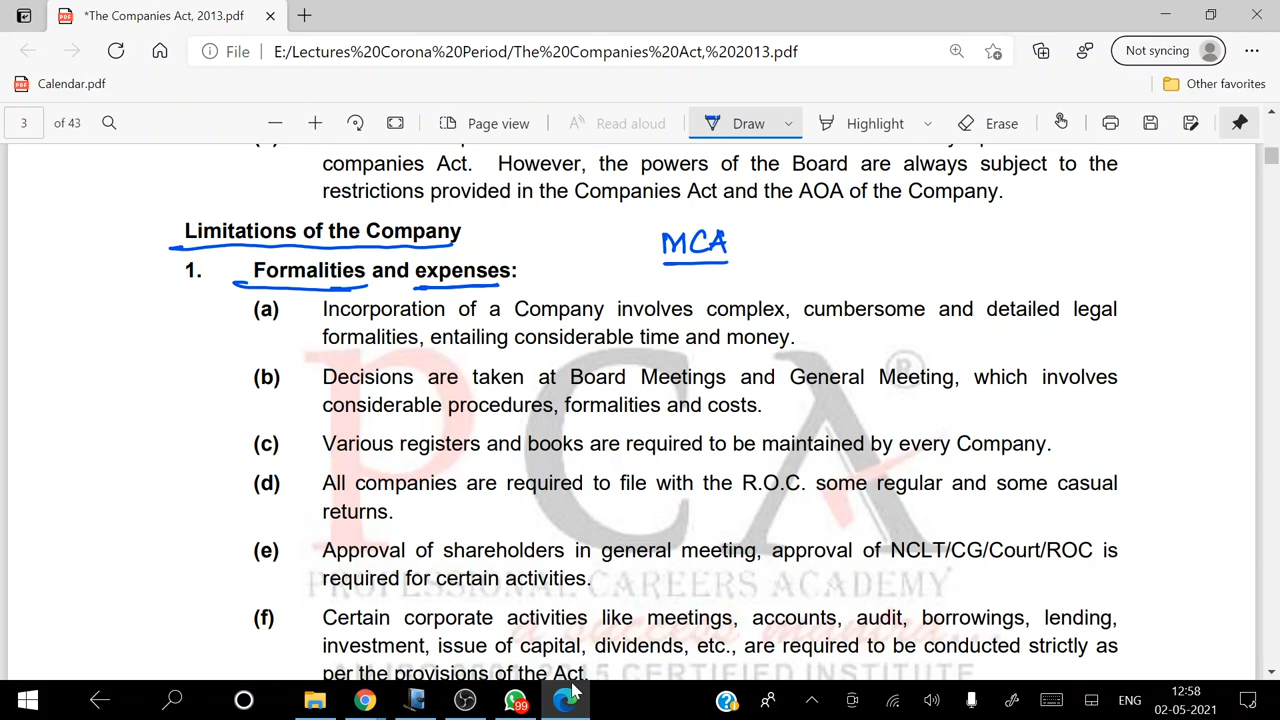 *The Companies Act, 2013.pdf
File E:/Lectures%20Corona%20Period/The%20Companies%20Act,%202013.pdf
Not syncing
Calendar.pdf
Other favorites
3 of 43
Page view
Read aloud
Draw
Highlight
Erase
companies Act. However, the powers of the Board are always subject to the
restrictions provided in the Companies Act and the AOA of the Company.
Limitations of the Company
MCA
1. Formalities and expenses:
(a) Incorporation of a Company involves complex, cumbersome and detailed legal
formalities, entailing considerable time and money.
(b) Decisions are taken at Board Meetings and General Meeting, which involves
considerable procedures, formalities and costs.
(c) Various registers and books are required to be maintained by every Company.
(d) All companies are required to file with the R.O.C. some regular and some casual
returns.
(e) Approval of shareholders in general meeting, approval of NCLT/CG/Court/ROC is
required for certain activities.
(f) Certain corporate activities like meetings, accounts, audit, borrowings, lending,
investment, issue of capital, dividends, etc., are required to be conducted strictly as
per the provisions of the Act.
PCA
®
PROFESSIONAL CAREERS ACADEMY
CERTIFIED INSTITUTE
99
ENG
12:58
02-05-2021